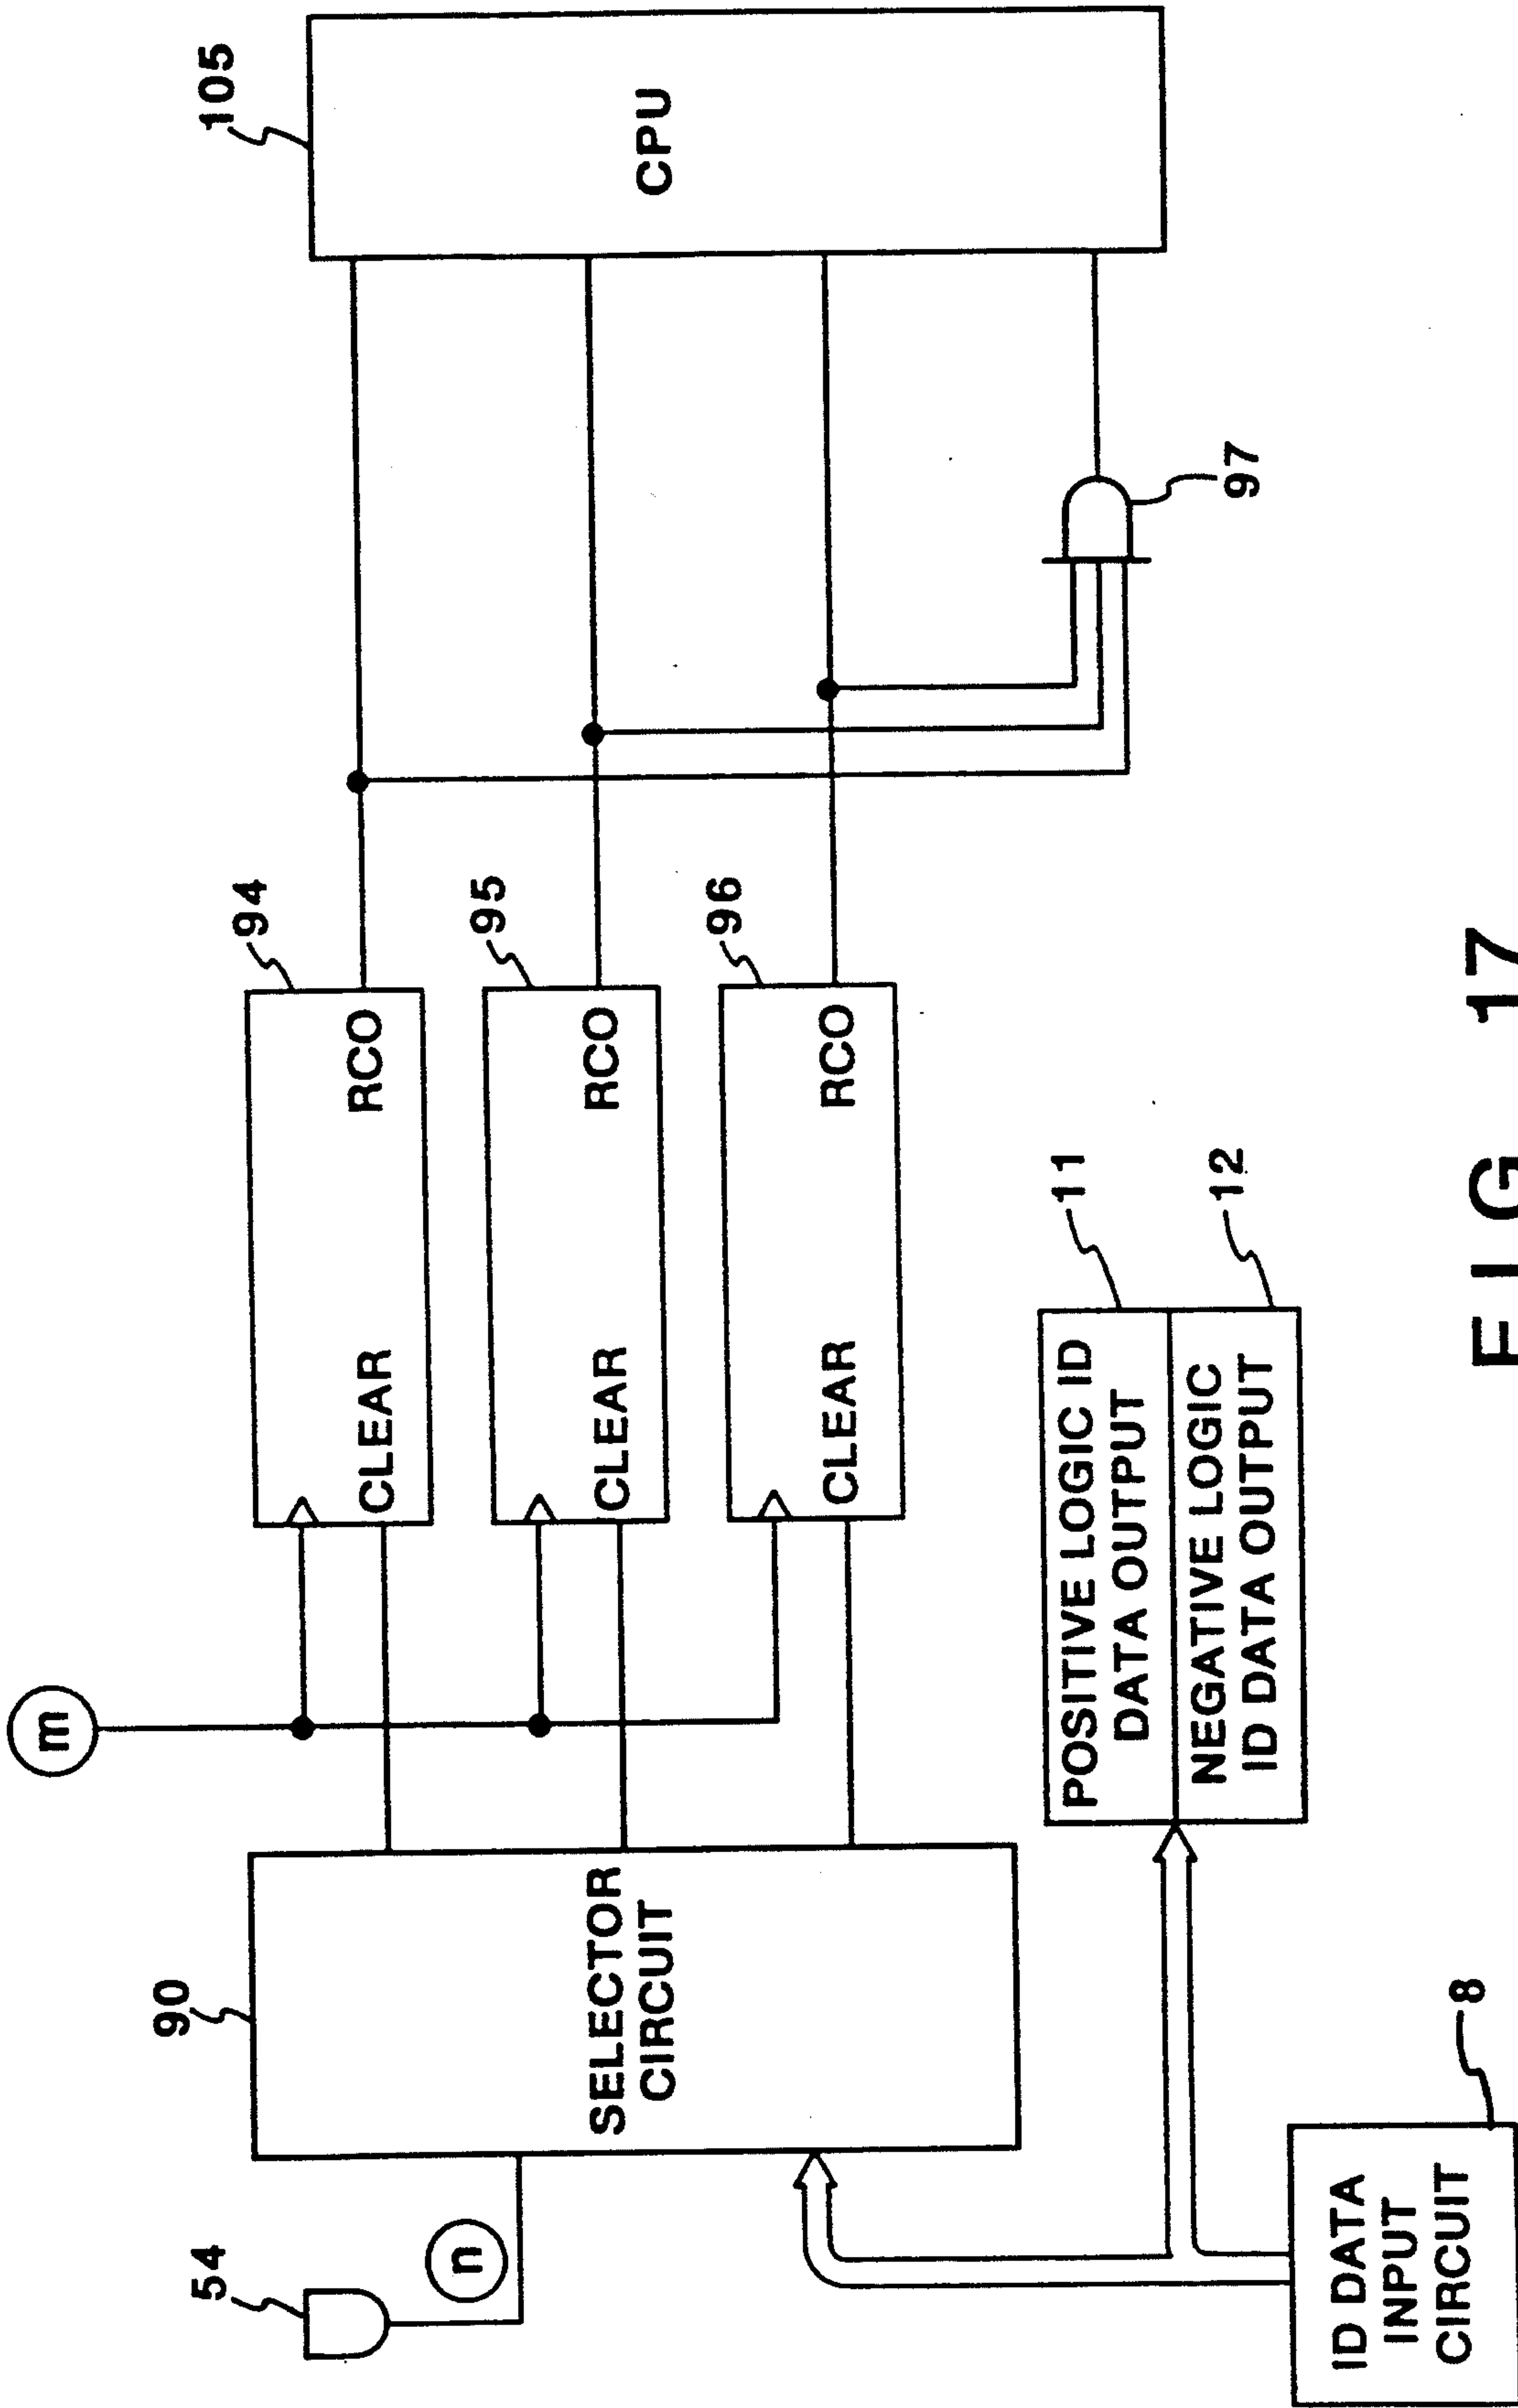 54
n
90
SELECTOR
CIRCUIT
m
94
CLEAR
RCO
95
CLEAR
RCO
96
CLEAR
RCO
105
CPU
97
8
ID DATA
INPUT
CIRCUIT
POSITIVE LOGIC ID
DATA OUTPUT
11
NEGATIVE LOGIC
ID DATA OUTPUT
12
FIG 17